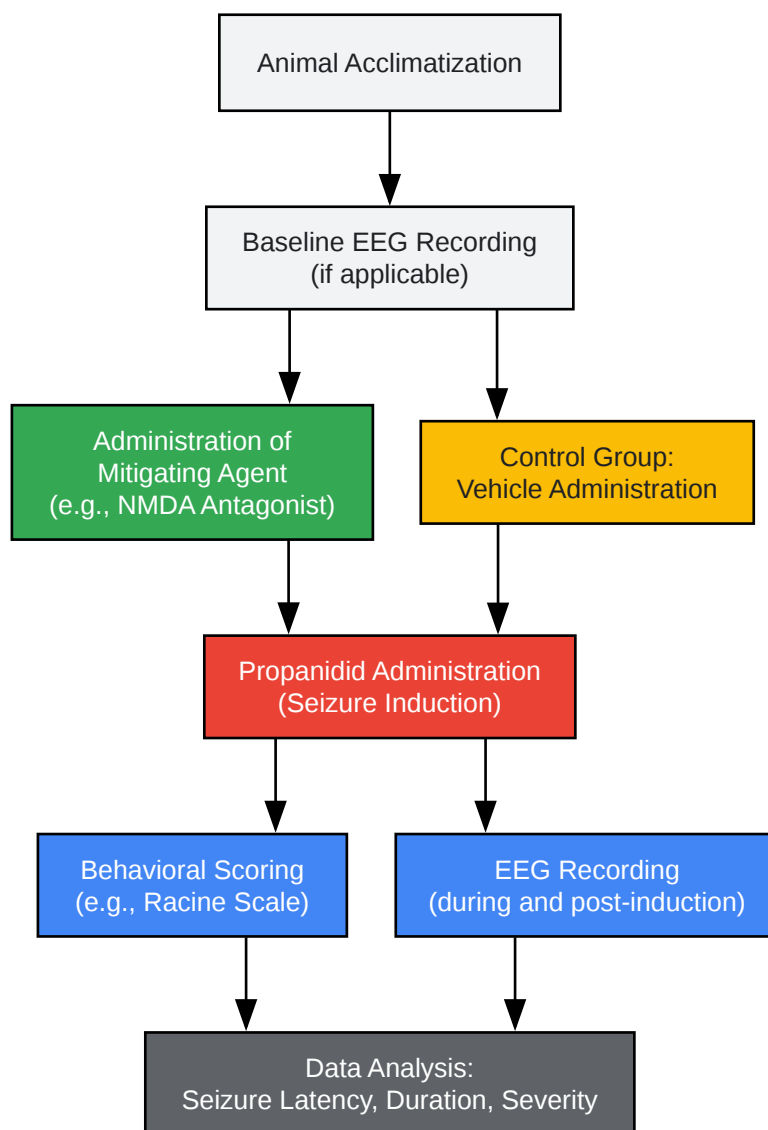 Animal Acclimatization
Baseline EEG Recording
(if applicable)
Administration of
Mitigating Agent
(e.g., NMDA Antagonist)
Control Group:
Vehicle Administration
Propanidid Administration
(Seizure Induction)
Behavioral Scoring
(e.g., Racine Scale)
EEG Recording
(during and post-induction)
Data Analysis:
Seizure Latency, Duration, Severity